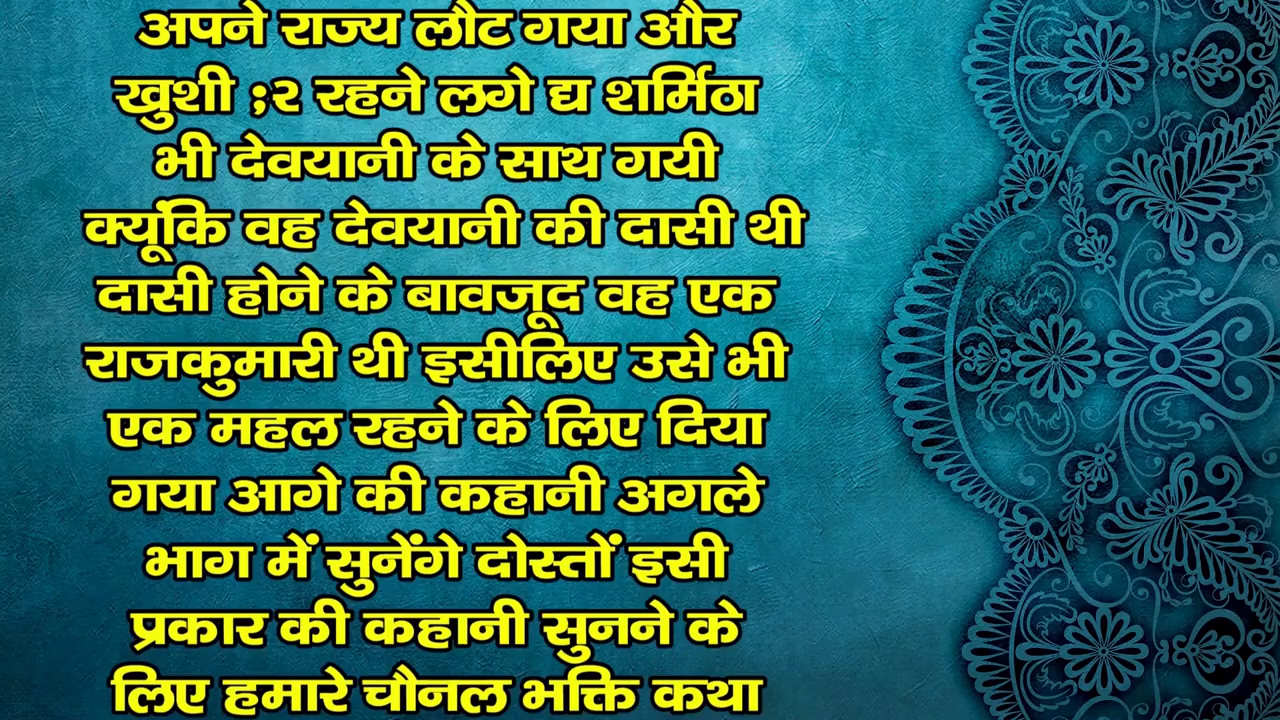 अपने राज्य लौट गया और
खुशी ;२ रहने लगे द्य शर्मिठा
भी देवयानी के साथ गयी
क्यूंकि वह देवयानी की दासी थी
दासी होने के बावजूद वह एक
राजकुमारी थी इसीलिए उसे भी
एक महल रहने के लिए दिया
गया आगे की कहानी अगले
भाग में सुनेंगे दोस्तों इसी
प्रकार की कहानी सुनने के
लिए हमारे चौनल भक्ति कथा